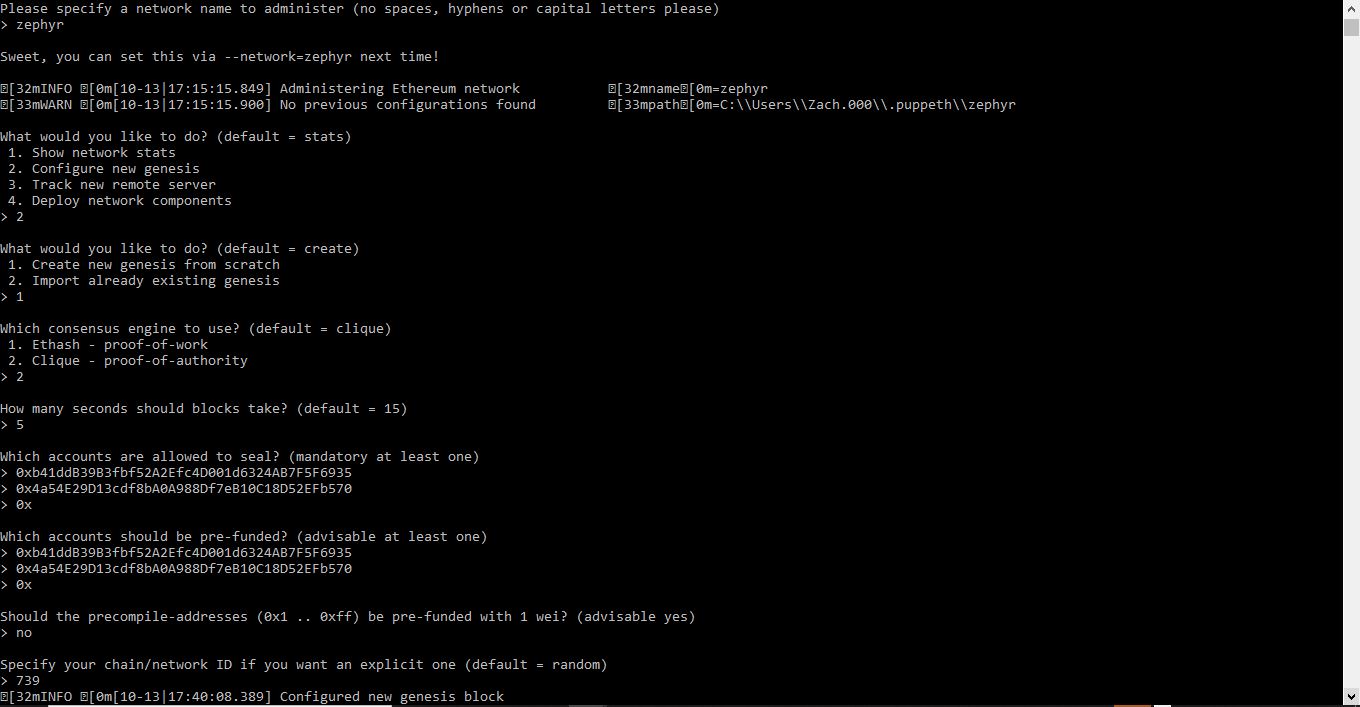 Please specify a network name to administer (no spaces, hyphens or capital letters please)
> zephyr
Sweet, you can set this via --network=zephyr next time!
[32mINFO [0m[10-13|17:15:15.849] Administering Ethereum network [32mname[0m=zephyr
[33mWARN [0m[10-13|17:15:15.900] No previous configurations found [33mpath[0m=C:\\Users\\Zach.000\\.puppeth\\zephyr
What would you like to do? (default = stats)
1. Show network stats
2. Configure new genesis
3. Track new remote server
4. Deploy network components
> 2
What would you like to do? (default = create)
1. Create new genesis from scratch
2. Import already existing genesis
> 1
Which consensus engine to use? (default = clique)
1. Ethash - proof-of-work
2. Clique - proof-of-authority
> 2
How many seconds should blocks take? (default = 15)
> 5
Which accounts are allowed to seal? (mandatory at least one)
> 0xb41ddB39B3fbf52A2Efc4D001d6324AB7F5F6935
> 0x4a54E29D13cdf8bA0A988Df7eB10C18D52EFb570
> 0x
Which accounts should be pre-funded? (advisable at least one)
> 0xb41ddB39B3fbf52A2Efc4D001d6324AB7F5F6935
> 0x4a54E29D13cdf8bA0A988Df7eB10C18D52EFb570
> 0x
Should the precompile-addresses (0x1 .. 0xff) be pre-funded with 1 wei? (advisable yes)
> no
Specify your chain/network ID if you want an explicit one (default = random)
> 739
[32mINFO [0m[10-13|17:40:08.389] Configured new genesis block